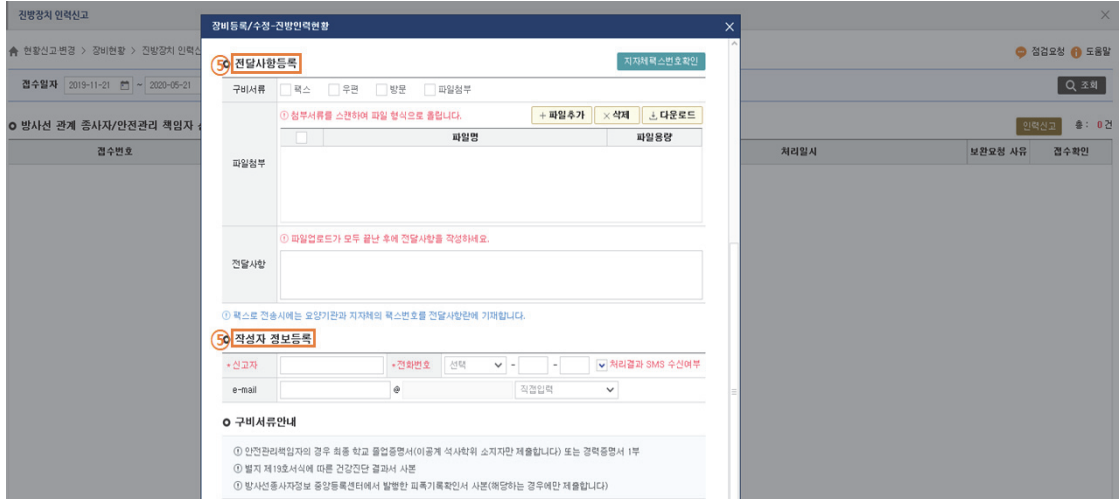 진방장치 인력신고
장비등록/수정-진방인력현황
현황신고·변경 > 장비현황 > 진방장치 인력신
점검요청 도움말
⑤ 전달사항등록
지자체팩스번호확인
접수일자 2019-11-21 ~ 2020-05-21
조회
구비서류 팩스 우편 방문 파일첨부
첨부서류를 스캔하여 파일 형식으로 올립니다.
+ 파일추가 × 삭제 다운로드
방사선 관계 종사자/안전관리 책임자
인력신고 총 : 0건
파일명 파일용량
접수번호
처리일시 보완요청 사유 접수확인
파일첨부
파일업로드가 모두 끝난 후에 전달사항을 작성하세요.
전달사항
팩스로 전송시에는 요양기관과 지자체의 팩스번호를 전달사항란에 기재합니다.
⑤ 작성자 정보등록
*신고자 *전화번호 선택 - - 처리결과 SMS 수신여부
e-mail @ 직접입력
구비서류안내
안전관리책임자의 경우 최종 학교 졸업증명서(이공계 석사학위 소지자만 제출합니다) 또는 경력증명서 1부
별지 제19호서식에 따른 건강진단 결과서 사본
방사선종사자정보 중앙등록센터에서 발행한 피폭기록확인서 사본(해당하는 경우에만 제출합니다)